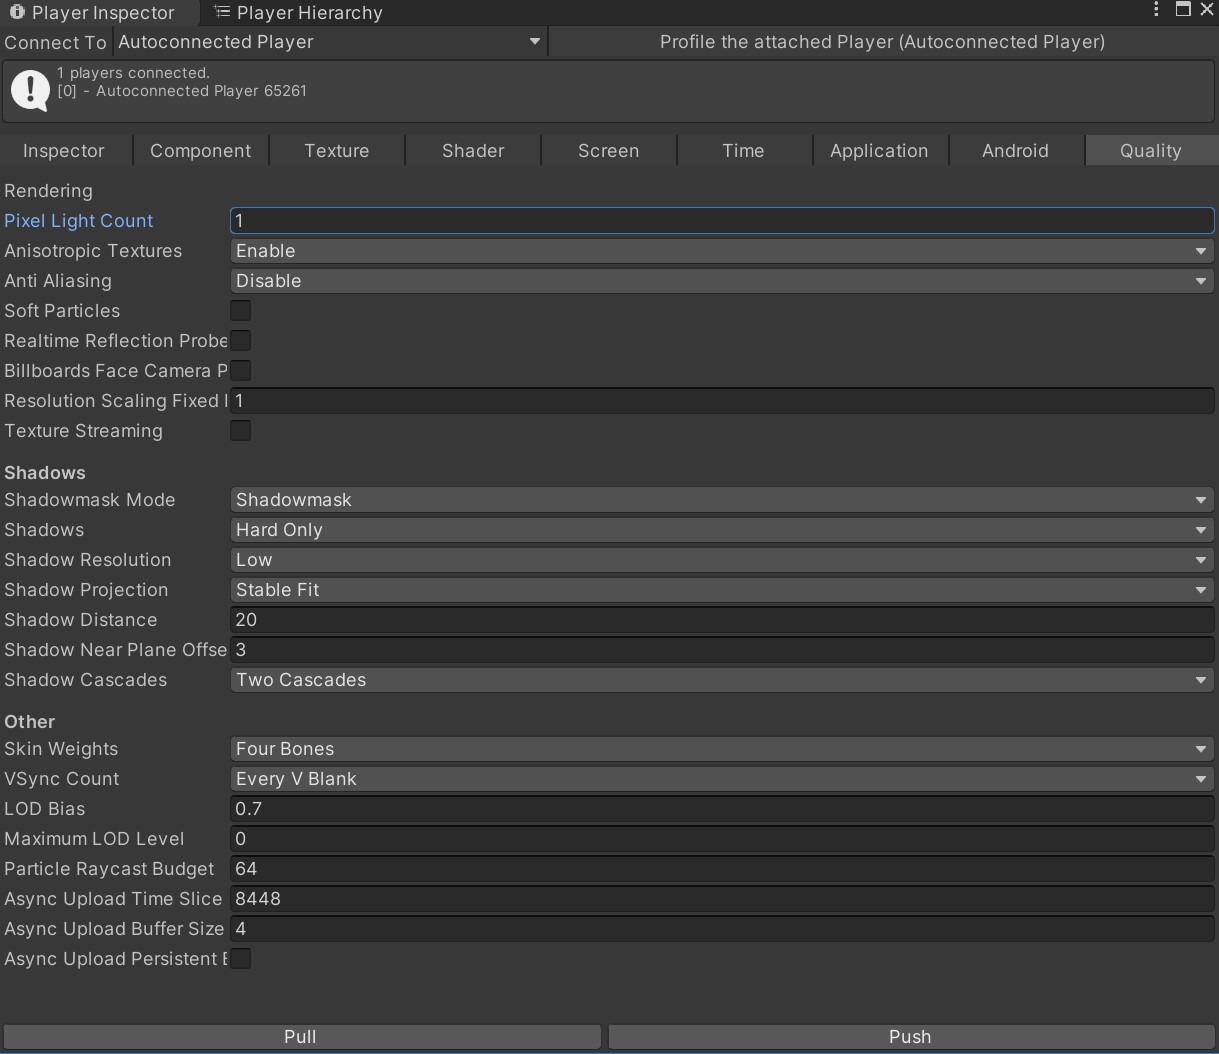 Player Inspector Player Hierarchy
Connect To Autoconnected Player Profile the attached Player (Autoconnected Player)
1 players connected.
[0] - Autoconnected Player 65261
Inspector Component Texture Shader Screen Time Application Android Quality
Rendering
Pixel Light Count 1
Anisotropic Textures Enable
Anti Aliasing Disable
Soft Particles
Realtime Reflection Probe
Billboards Face Camera P
Resolution Scaling Fixed 1
Texture Streaming
Shadows
Shadowmask Mode Shadowmask
Shadows Hard Only
Shadow Resolution Low
Shadow Projection Stable Fit
Shadow Distance 20
Shadow Near Plane Offse 3
Shadow Cascades Two Cascades
Other
Skin Weights Four Bones
VSync Count Every V Blank
LOD Bias 0.7
Maximum LOD Level 0
Particle Raycast Budget 64
Async Upload Time Slice 8448
Async Upload Buffer Size 4
Async Upload Persistent
Pull Push